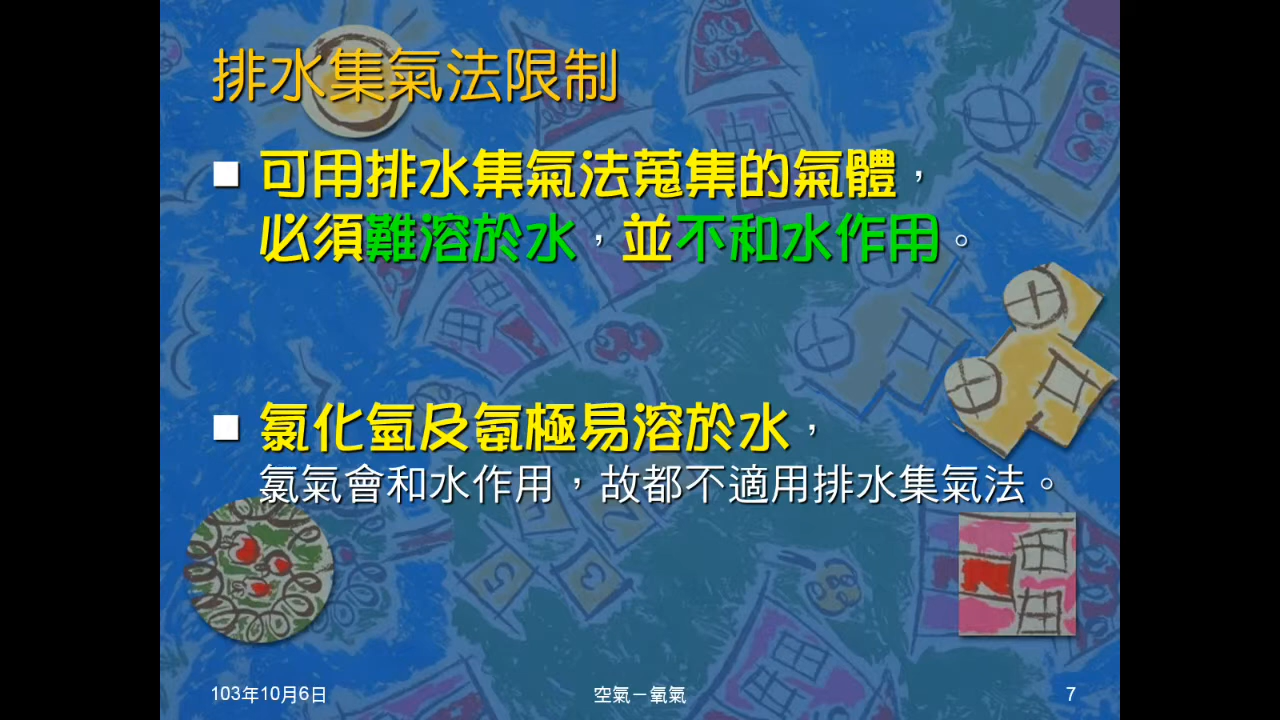 排水集氣法限制
可用排水集氣法蒐集的氣體，
必須難溶於水，並不和水作用。
氯化氫及氨極易溶於水，
氯氣會和水作用，故都不適用排水集氣法。
103年10月6日
空氣－氧氣
7